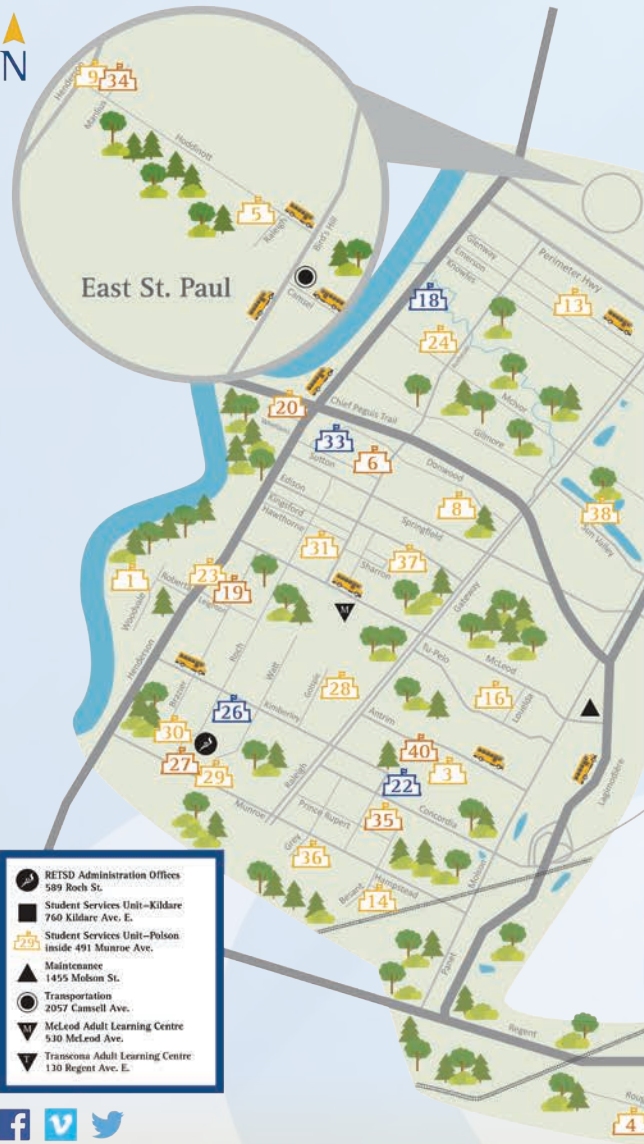 N
Henderson
9
34
Hoddinott
5
Raleigh
Bird's Hill
East St. Paul
Camsel
Glenway
Emerson
Knowles
Perimeter Hwy
18
13
24
McIvor
20
Chief Peguis Trail
Gilmore
33
Sutton
6
Donwood
Edison
Kingsford
Hawthorne
8
38
Springfield
Sun Valley
31
37
Sharron
1
Roberta
23
19
Leighton
M
Gateway
Woodvale
Roch
Tu-Pelo
McLeod
Henderson
Watt
Golspie
28
16
Louelda
Brazier
26
Kimberley
Antrim
30
40
27
29
Raleigh
3
22
Lagimodière
Munroe
Prince Rupert
35
Concordia
Grey
36
Hampstead
Besant
14
Molson
Panet
Regent
4
RETSD Administration Offices
589 Roch St.
Student Services Unit–Kildare
760 Kildare Ave. E.
29
Student Services Unit–Polson
inside 491 Munroe Ave.
Maintenance
1455 Molson St.
Transportation
2057 Camsell Ave.
M
McLeod Adult Learning Centre
530 McLeod Ave.
T
Transcona Adult Learning Centre
130 Regent Ave. E.